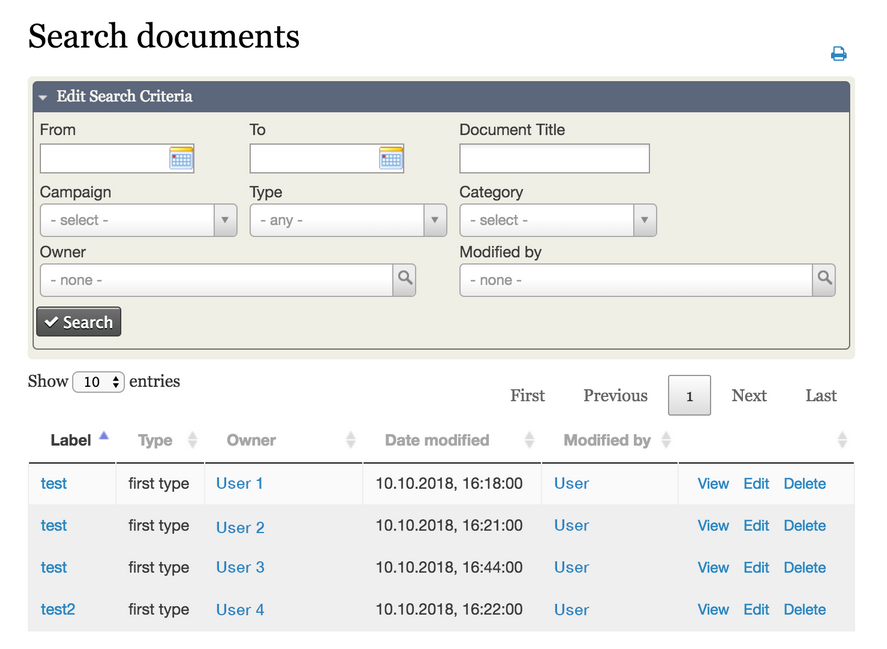 Search documents
Edit Search Criteria
From To Document Title
Campaign Type Category
- select - - any - - select -
Owner Modified by
- none - - none -
Search
Show 10 entries
First Previous 1 Next Last
Label Type Owner Date modified Modified by
test first type User 1 10.10.2018, 16:18:00 User View Edit Delete
test first type User 2 10.10.2018, 16:21:00 User View Edit Delete
test first type User 3 10.10.2018, 16:44:00 User View Edit Delete
test2 first type User 4 10.10.2018, 16:22:00 User View Edit Delete